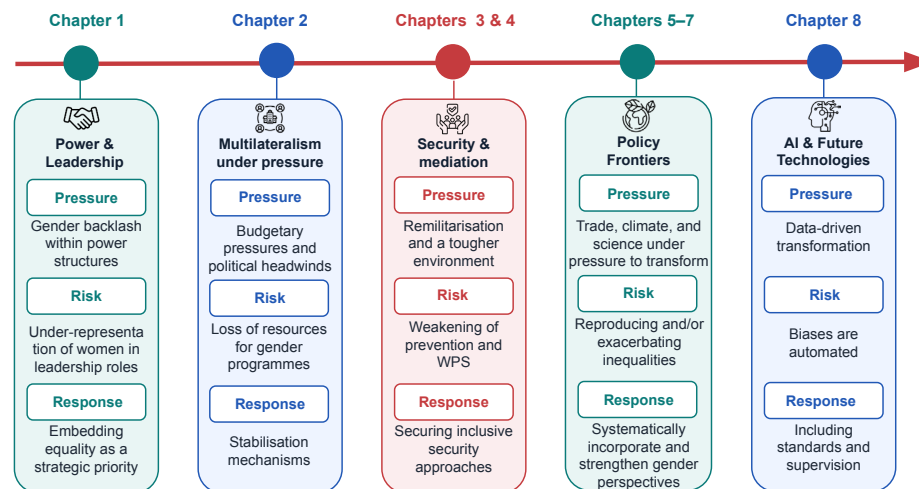 Chapter 1
Power &
Leadership
Pressure
Gender backlash
within power
structures
Risk
Under-representa
tion of women in
leadership roles
Response
Embedding
equality as a
strategic priority
Chapter 2
Multilateralism
under pressure
Pressure
Budgetary
pressures and
political headwinds
Risk
Loss of resources
for gender
programmes
Response
Stabilisation
mechanisms
Chapters 3 & 4
Security &
mediation
Pressure
Remilitarisation
and a tougher
environment
Risk
Weakening of
prevention and
WPS
Response
Securing inclusive
security
approaches
Chapters 5–7
Policy
Frontiers
Pressure
Trade, climate, and
science under
pressure to transform
Risk
Reproducing and/or
exacerbating
inequalities
Response
Systematically
incorporate and
strengthen gender
perspectives
Chapter 8
AI & Future
Technologies
Pressure
Data-driven
transformation
Risk
Biases are
automated
Response
Including
standards and
supervision